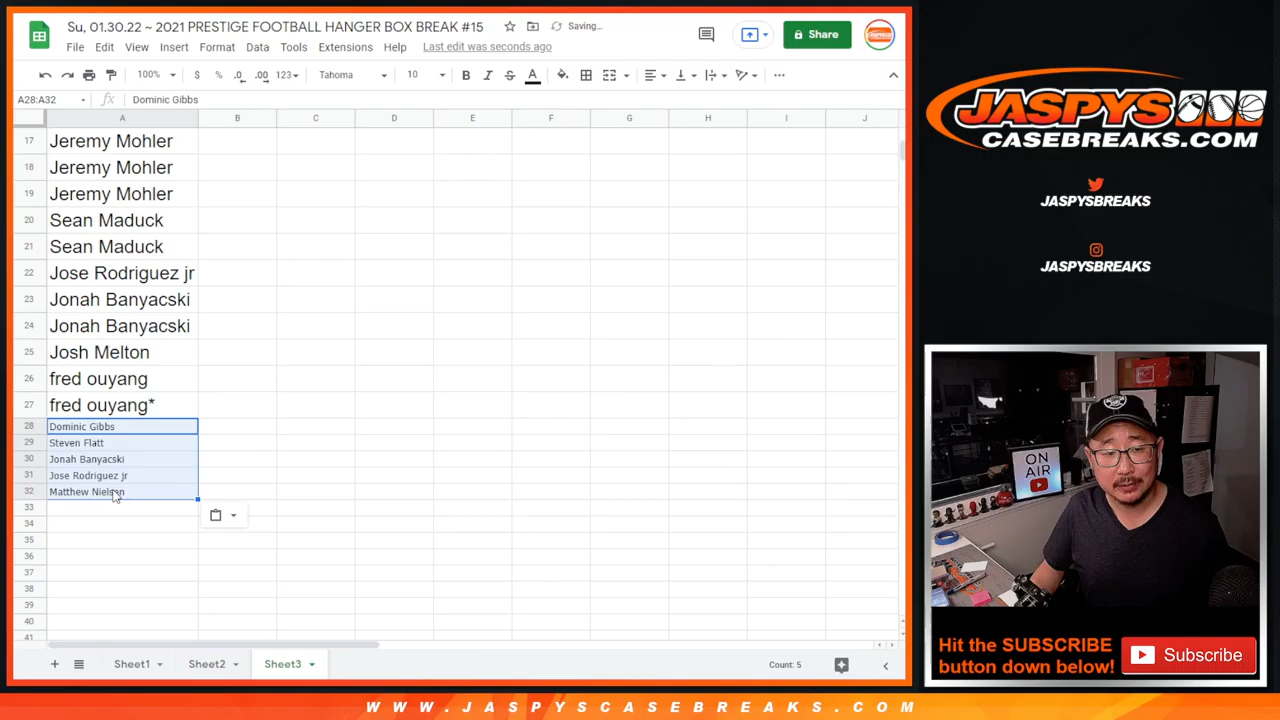 Su, 01.30.22 ~ 2021 PRESTIGE FOOTBALL HANGER BOX BREAK #15
Saving...
File Edit View Insert Format Data Tools Extensions Help Last edit was seconds ago
Share
100% $ % .0 .00 123 Tahoma 10 B I S A
A28:A32 fx Dominic Gibbs
A B C D E F G H I J
17 Jeremy Mohler
18 Jeremy Mohler
19 Jeremy Mohler
20 Sean Maduck
21 Sean Maduck
22 Jose Rodriguez jr
23 Jonah Banyacski
24 Jonah Banyacski
25 Josh Melton
26 fred ouyang
27 fred ouyang*
28 Dominic Gibbs
29 Steven Flatt
30 Jonah Banyacski
31 Jose Rodriguez jr
32 Matthew Nielsen
33
34
35
36
37
38
39
40
41
Sheet1 Sheet2 Sheet3 Count: 5
JASPYS
CASEBREAKS.COM
JASPYSBREAKS
JASPYSBREAKS
ON
AIR
Hit the SUBSCRIBE
button down below!
Subscribe
WWW.JASPYSCASEBREAKS.COM